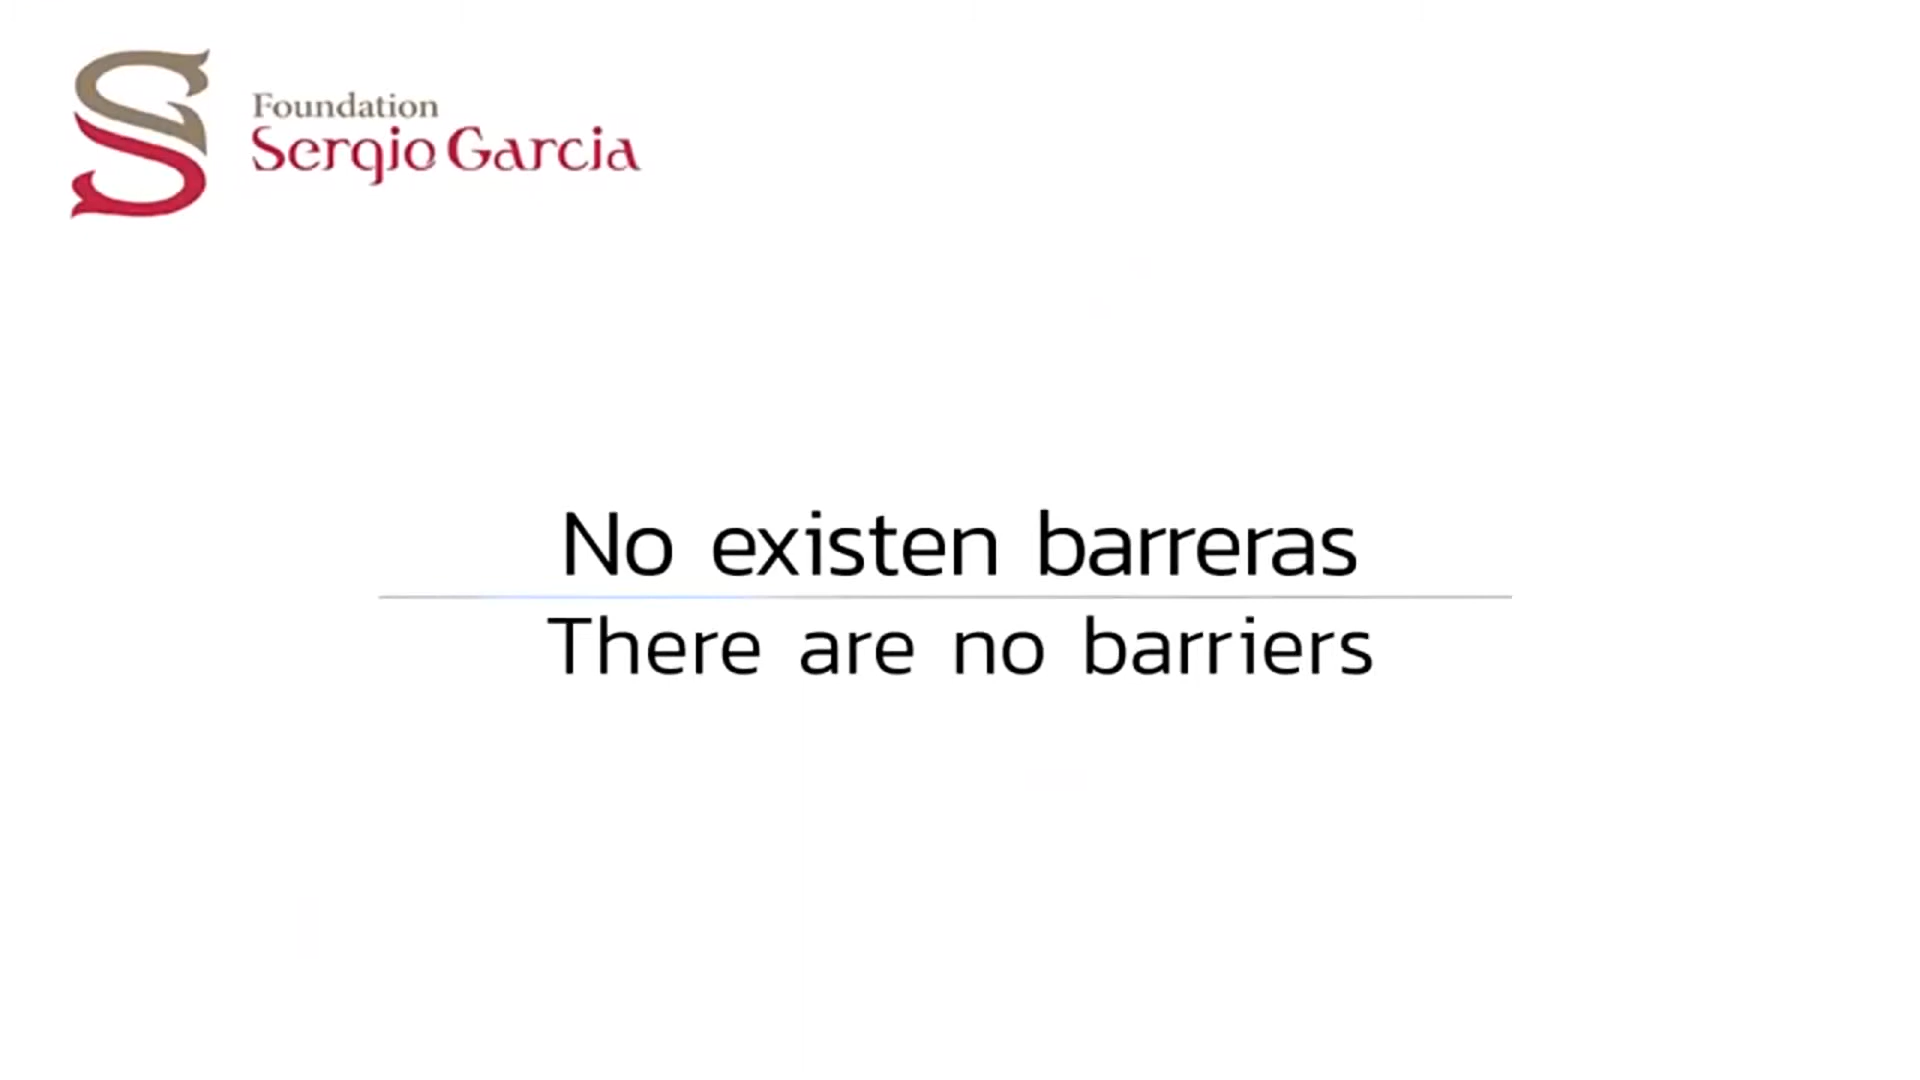 Foundation
Sergio Garcia
No existen barreras
There are no barriers